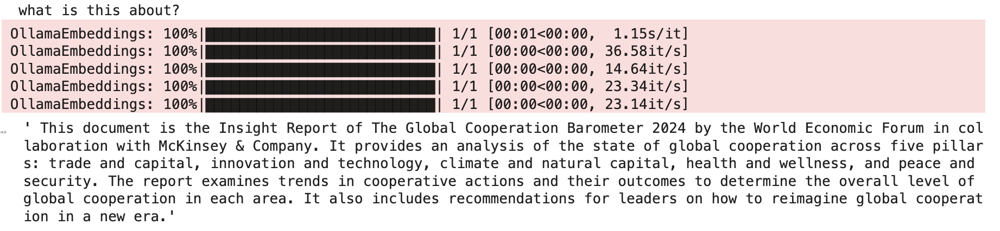 what is this about?
OllamaEmbeddings: 100%|██████████| 1/1 [00:01<00:00,  1.15s/it]
OllamaEmbeddings: 100%|██████████| 1/1 [00:00<00:00, 36.58it/s]
OllamaEmbeddings: 100%|██████████| 1/1 [00:00<00:00, 14.64it/s]
OllamaEmbeddings: 100%|██████████| 1/1 [00:00<00:00, 23.34it/s]
OllamaEmbeddings: 100%|██████████| 1/1 [00:00<00:00, 23.14it/s]
… ' This document is the Insight Report of The Global Cooperation Barometer 2024 by the World Economic Forum in col
laboration with McKinsey & Company. It provides an analysis of the state of global cooperation across five pillar
s: trade and capital, innovation and technology, climate and natural capital, health and wellness, and peace and
security. The report examines trends in cooperative actions and their outcomes to determine the overall level of
global cooperation in each area. It also includes recommendations for leaders on how to reimagine global cooperat
ion in a new era.'